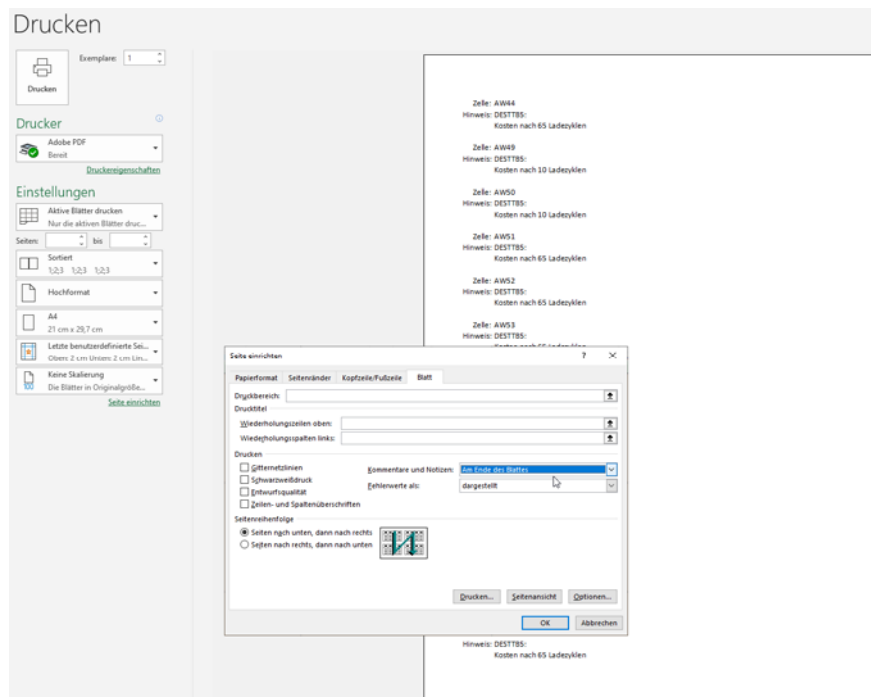 Drucken
Exemplare: 1
Drucken
Drucker
Adobe PDF
Bereit
Druckereigenschaften
Einstellungen
Aktive Blätter drucken
Nur die aktiven Blätter druc...
Seiten: bis
Sortiert
1;2;3 1;2;3 1;2;3
Hochformat
A4
21 cm x 29,7 cm
Letzte benutzerdefinierte Sei...
Oben: 2 cm Unten: 2 cm Lin...
Keine Skalierung
Die Blätter in Originalgröße...
100
Seite einrichten
Zelle: AW44
Hinweis: DESTTBS:
Kosten nach 65 Ladezyklen
Zelle: AW49
Hinweis: DESTTBS:
Kosten nach 10 Ladezyklen
Zelle: AW50
Hinweis: DESTTBS:
Kosten nach 10 Ladezyklen
Zelle: AW51
Hinweis: DESTTBS:
Kosten nach 65 Ladezyklen
Zelle: AW52
Hinweis: DESTTBS:
Kosten nach 65 Ladezyklen
Zelle: AW53
Hinweis: DESTTBS:
Seite einrichten
Papierformat Seitenränder Kopfzeile/Fußzeile Blatt
Druckbereich:
Drucktitel
Wiederholungszeilen oben:
Wiederholungsspalten links:
Drucken
Gitternetzlinien
Schwarzweißdruck
Entwurfsqualität
Zeilen- und Spaltenüberschriften
Kommentare und Notizen: Am Ende des Blattes
Fehlerwerte als: dargestellt
Seitenreihenfolge
Seiten nach unten, dann nach rechts
Seiten nach rechts, dann nach unten
Drucken... Seitenansicht Optionen...
OK Abbrechen
Hinweis: DESTTBS:
Kosten nach 65 Ladezyklen